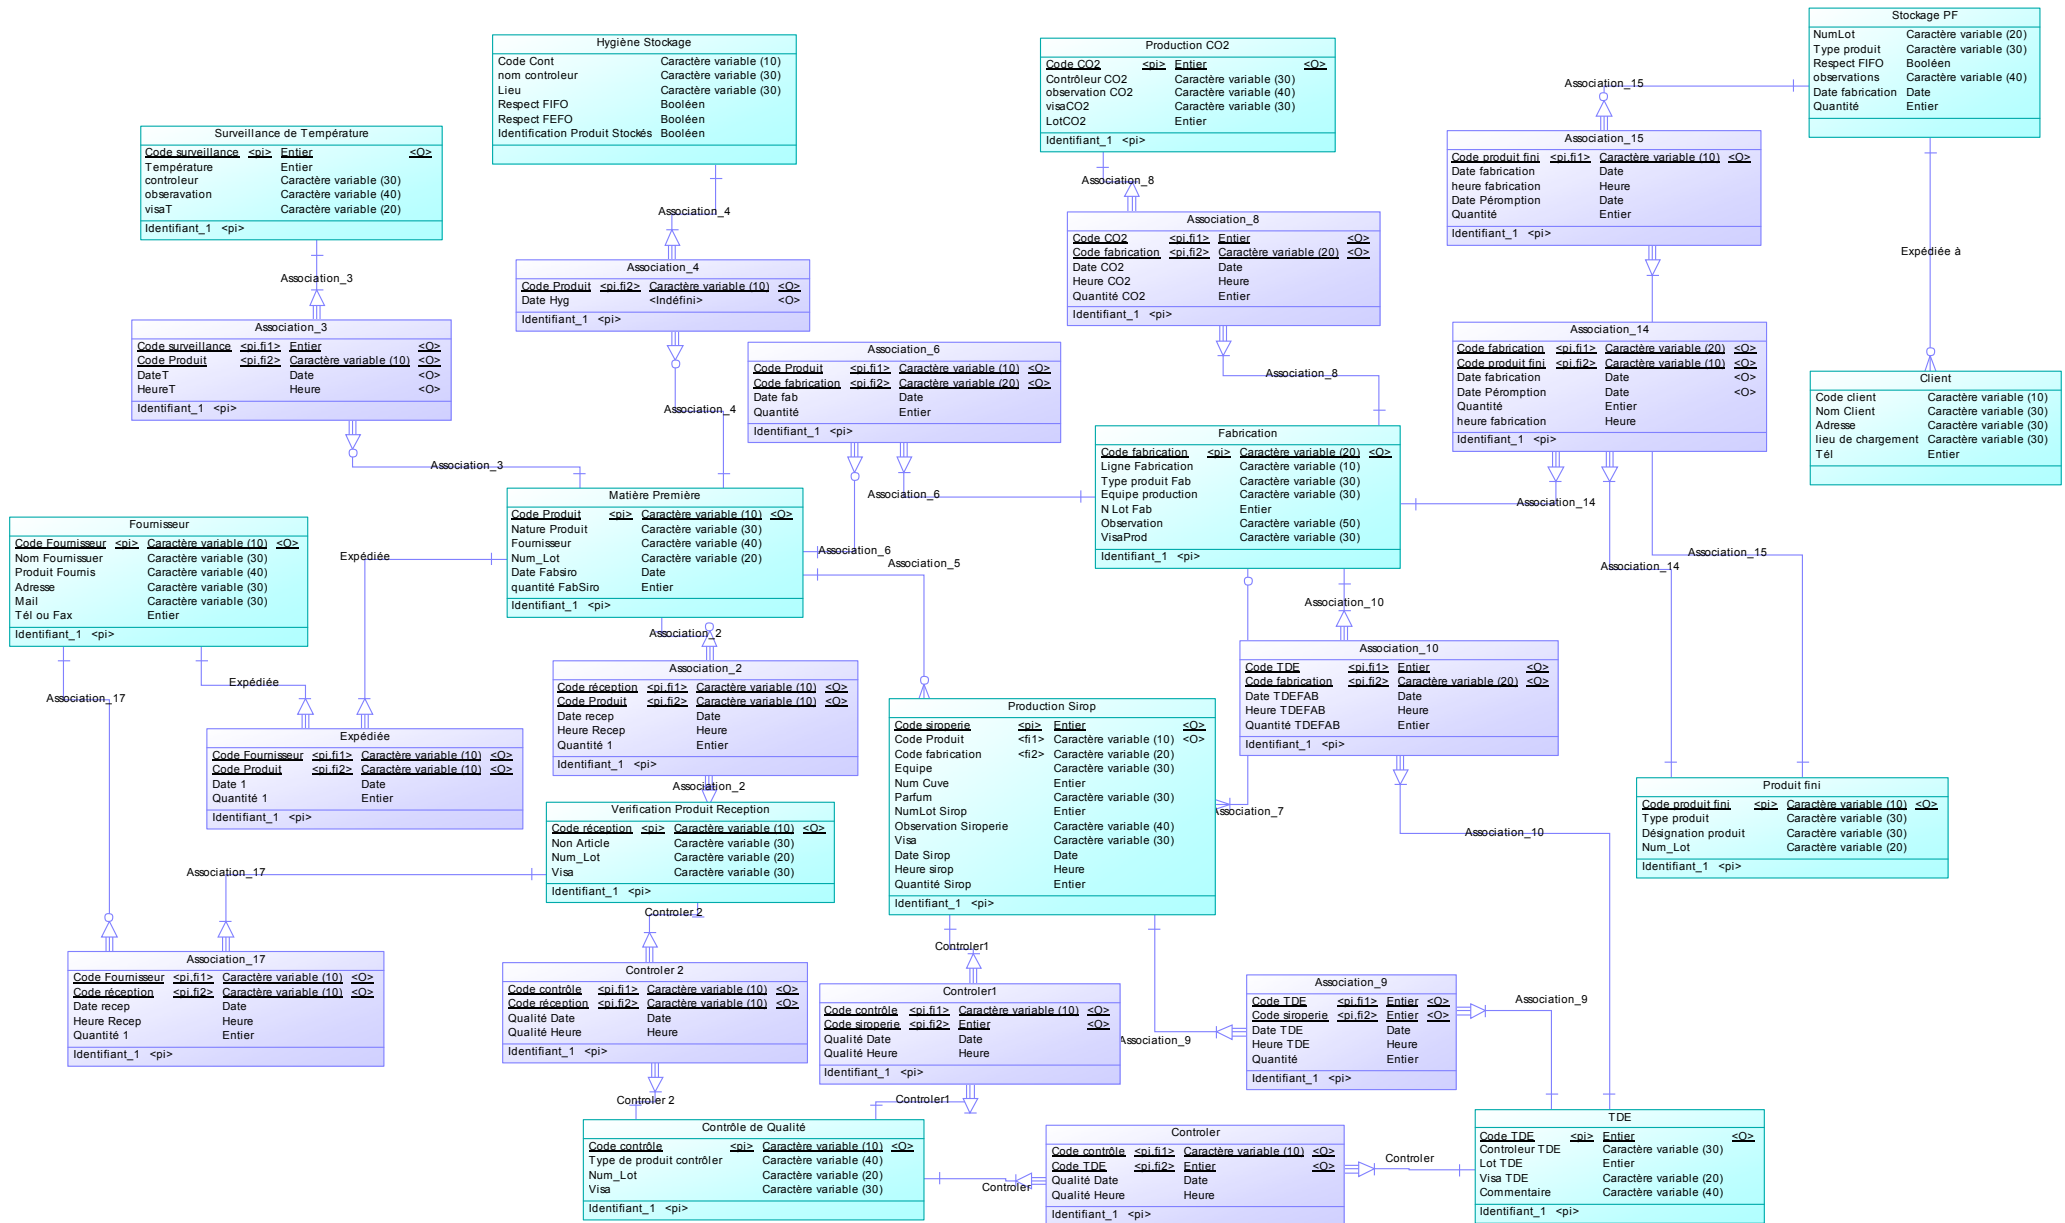 Stockage PF
NumLot Caractère variable (20)
Type produit Caractère variable (30)
Respect FIFO Booléen
observations Caractère variable (40)
Date fabrication Date
Quantité Entier
Hygiène Stockage
Code Cont Caractère variable (10)
nom controleur Caractère variable (30)
Lieu Caractère variable (30)
Respect FIFO Booléen
Respect FEFO Booléen
Identification Produit Stockés Booléen
Production CO2
Code CO2 <pi> Entier <O>
Contrôleur CO2 Caractère variable (30)
observation CO2 Caractère variable (40)
visaCO2 Caractère variable (30)
LotCO2 Entier
Identifiant_1 <pi>
Association_15
Surveillance de Température
Code surveillance <pi> Entier <O>
Température Entier
controleur Caractère variable (30)
obseravation Caractère variable (40)
visaT Caractère variable (20)
Identifiant_1 <pi>
Association_15
Code produit fini <pi,fi1> Caractère variable (10) <O>
Date fabrication Date
heure fabrication Heure
Date Péromption Date
Quantité Entier
Identifiant_1 <pi>
Association_8
Association_4
Association_8
Code CO2 <pi,fi1> Entier <O>
Code fabrication <pi,fi2> Caractère variable (20) <O>
Date CO2 Date
Heure CO2 Heure
Quantité CO2 Entier
Identifiant_1 <pi>
Expédiée à
Association_3
Association_4
Code Produit <pi,fi2> Caractère variable (10) <O>
Date Hyg <Indéfini> <O>
Identifiant_1 <pi>
Association_3
Code surveillance <pi,fi1> Entier <O>
Code Produit <pi,fi2> Caractère variable (10) <O>
DateT Date <O>
HeureT Heure <O>
Identifiant_1 <pi>
Association_6
Code Produit <pi,fi1> Caractère variable (10) <O>
Code fabrication <pi,fi2> Caractère variable (20) <O>
Date fab Date
Quantité Entier
Identifiant_1 <pi>
Association_14
Code fabrication <pi,fi1> Caractère variable (20) <O>
Code produit fini <pi,fi2> Caractère variable (10) <O>
Date fabrication Date <O>
Date Péromption Date <O>
Quantité Entier
heure fabrication Heure
Identifiant_1 <pi>
Client
Code client Caractère variable (10)
Nom Client Caractère variable (30)
Adresse Caractère variable (30)
lieu de chargement Caractère variable (30)
Tél Entier
Association_8
Association_4
Association_3
Fabrication
Code fabrication <pi> Caractère variable (20) <O>
Ligne Fabrication Caractère variable (10)
Type produit Fab Caractère variable (30)
Equipe production Caractère variable (30)
N Lot Fab Entier
Observation Caractère variable (50)
VisaProd Caractère variable (30)
Identifiant_1 <pi>
Association_6
Association_14
Matière Première
Code Produit <pi> Caractère variable (10) <O>
Nature Produit Caractère variable (30)
Fournisseur Caractère variable (40)
Num_Lot Caractère variable (20)
Date Fabsiro Date
quantité FabSiro Entier
Identifiant_1 <pi>
Fournisseur
Code Fournisseur <pi> Caractère variable (10) <O>
Nom Fournissuer Caractère variable (30)
Produit Fournis Caractère variable (40)
Adresse Caractère variable (30)
Mail Caractère variable (30)
Tél ou Fax Entier
Identifiant_1 <pi>
Expédiée
Association_6
Association_5
Association_15
Association_14
Association_10
Association_2
Association_10
Code TDE <pi,fi1> Entier <O>
Code fabrication <pi,fi2> Caractère variable (20) <O>
Date TDEFAB Date
Heure TDEFAB Heure
Quantité TDEFAB Entier
Identifiant_1 <pi>
Association_2
Code réception <pi,fi1> Caractère variable (10) <O>
Code Produit <pi,fi2> Caractère variable (10) <O>
Date recep Date
Heure Recep Heure
Quantité 1 Entier
Identifiant_1 <pi>
Expédiée
Association_17
Production Sirop
Code siroperie <pi> Entier <O>
Code Produit <fi1> Caractère variable (10) <O>
Code fabrication <fi2> Caractère variable (20)
Equipe Caractère variable (30)
Num Cuve Entier
Parfum Caractère variable (30)
NumLot Sirop Entier
Observation Siroperie Caractère variable (40)
Visa Caractère variable (30)
Date Sirop Date
Heure sirop Heure
Quantité Sirop Entier
Identifiant_1 <pi>
Expédiée
Code Fournisseur <pi,fi1> Caractère variable (10) <O>
Code Produit <pi,fi2> Caractère variable (10) <O>
Date 1 Date
Quantité 1 Entier
Identifiant_1 <pi>
Association_2
Association_7
Association_10
Produit fini
Code produit fini <pi> Caractère variable (10) <O>
Type produit Caractère variable (30)
Désignation produit Caractère variable (30)
Num_Lot Caractère variable (20)
Identifiant_1 <pi>
Verification Produit Reception
Code réception <pi> Caractère variable (10) <O>
Non Article Caractère variable (30)
Num_Lot Caractère variable (20)
Visa Caractère variable (30)
Identifiant_1 <pi>
Association_17
Controler 2
Controler1
Association_17
Code Fournisseur <pi,fi1> Caractère variable (10) <O>
Code réception <pi,fi2> Caractère variable (10) <O>
Date recep Date
Heure Recep Heure
Quantité 1 Entier
Identifiant_1 <pi>
Controler 2
Code contrôle <pi,fi1> Caractère variable (10) <O>
Code réception <pi,fi2> Caractère variable (10) <O>
Qualité Date Date
Qualité Heure Heure
Identifiant_1 <pi>
Controler1
Code contrôle <pi,fi1> Caractère variable (10) <O>
Code siroperie <pi,fi2> Entier <O>
Qualité Date Date
Qualité Heure Heure
Identifiant_1 <pi>
Association_9
Code TDE <pi,fi1> Entier <O>
Code siroperie <pi,fi2> Entier <O>
Date TDE Date
Heure TDE Heure
Quantité Entier
Identifiant_1 <pi>
Association_9
Association_9
Controler 2
Controler1
Contrôle de Qualité
Code contrôle <pi> Caractère variable (10) <O>
Type de produit contrôler Caractère variable (40)
Num_Lot Caractère variable (20)
Visa Caractère variable (30)
Identifiant_1 <pi>
Controler
Code contrôle <pi,fi1> Caractère variable (10) <O>
Code TDE <pi,fi2> Entier <O>
Qualité Date Date
Qualité Heure Heure
Identifiant_1 <pi>
Controler
Controler
TDE
Code TDE <pi> Entier <O>
Controleur TDE Caractère variable (30)
Lot TDE Entier
Visa TDE Caractère variable (20)
Commentaire Caractère variable (40)
Identifiant_1 <pi>